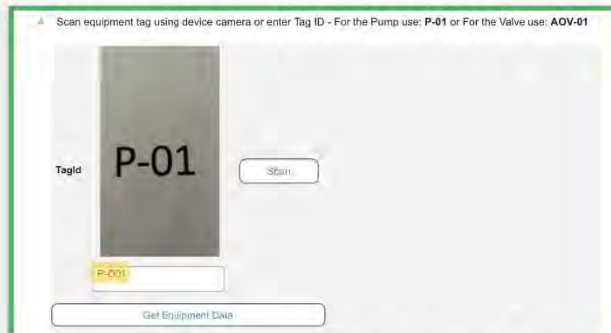 Scan equipment tag using device camera or enter Tag ID - For the Pump use: P-01 or For the Valve use: AOV-01
P-01
TagId
Scan
P-O01
Get Equipment Data